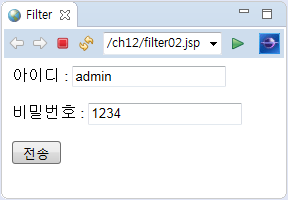 Filter
/ch12/filter02.jsp
아이디 : admin
비밀번호 : 1234
전송